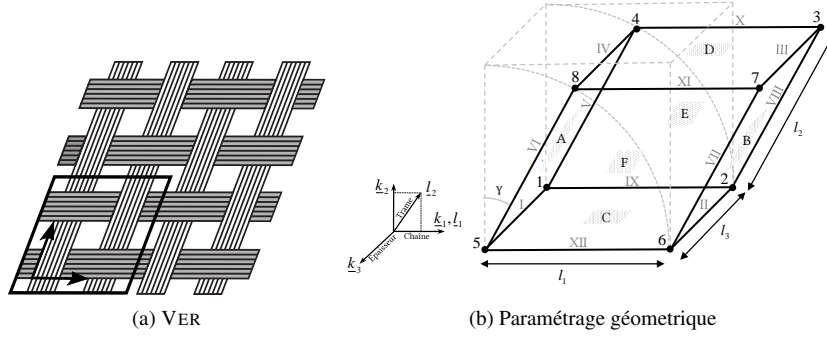 4
X
3
IV
D
III
8
XI
7
V
VIII
E
VI
A
B
l₂
VII
F
γ
1
IX
2
k₂
l₂
Trame
I
C
II
k₁, l₁
Chaîne
l₃
Epaisseur
k₃
5
XII
6
l₁
(a) VER
(b) Paramétrage géometrique